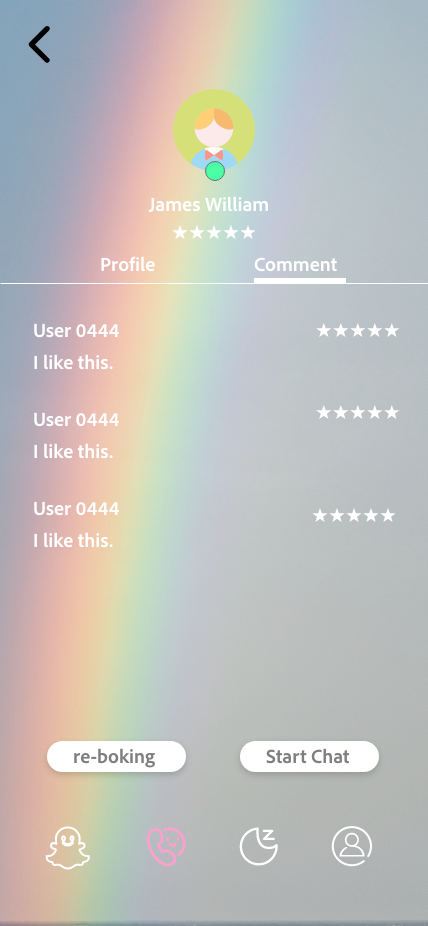 James William
★★★★★
Profile Comment
User 0444 ★★★★★
I like this.
User 0444 ★★★★★
I like this.
User 0444 ★★★★★
I like this.
re-boking Start Chat
z